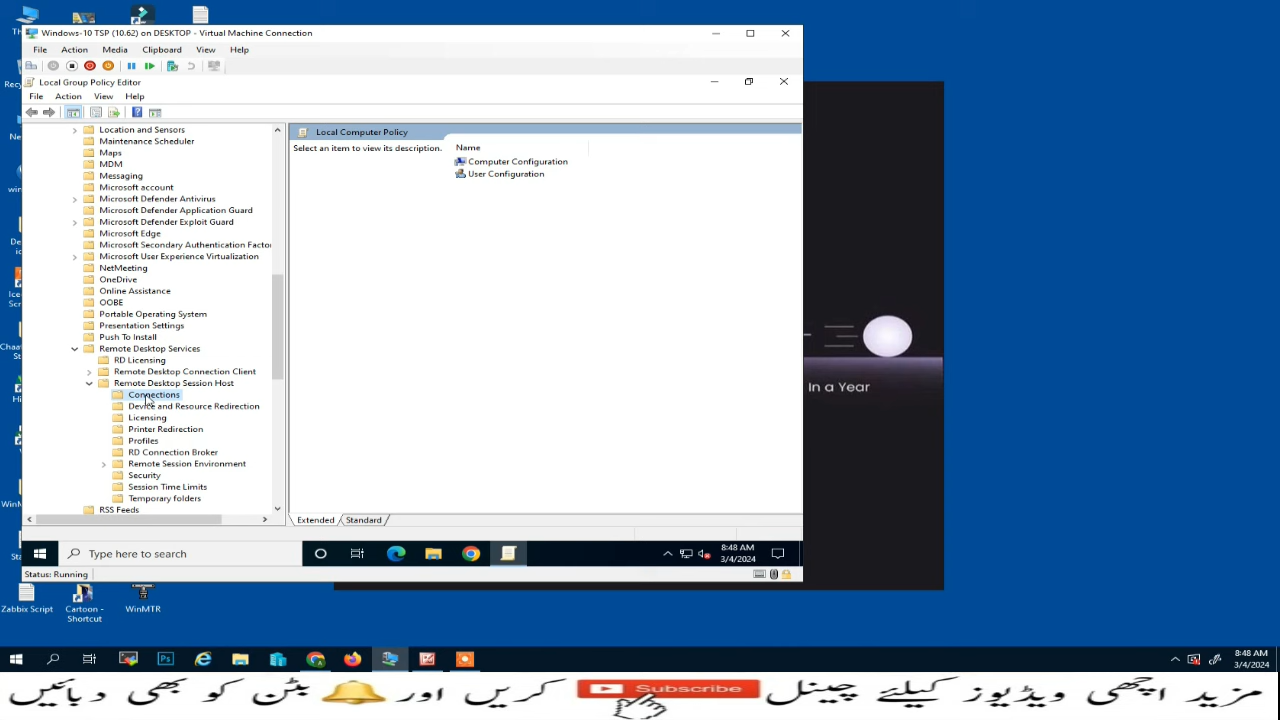 Windows-10 TSP (10.62) on DESKTOP - Virtual Machine Connection
File Action Media Clipboard View Help
Local Group Policy Editor
File Action View Help
Location and Sensors
Maintenance Scheduler
Maps
MDM
Messaging
Microsoft account
Microsoft Defender Antivirus
Microsoft Defender Application Guard
Microsoft Defender Exploit Guard
Microsoft Edge
Microsoft Secondary Authentication Facto
Microsoft User Experience Virtualization
NetMeeting
OneDrive
Online Assistance
OOBE
Portable Operating System
Presentation Settings
Push To Install
Remote Desktop Services
RD Licensing
Remote Desktop Connection Client
Remote Desktop Session Host
Connections
Device and Resource Redirection
Licensing
Printer Redirection
Profiles
RD Connection Broker
Remote Session Environment
Security
Session Time Limits
Temporary folders
RSS Feeds
Local Computer Policy
Select an item to view its description.
Name
Computer Configuration
User Configuration
Extended Standard
In a Year
Type here to search
8:48 AM
3/4/2024
Status: Running
Zabbix Script
Cartoon - Shortcut
WinMTR
8:48 AM
3/4/2024
مزید اچھی ویڈیوز کیلئے چینل Subscribe کریں اور بٹن کو بھی دبائیں